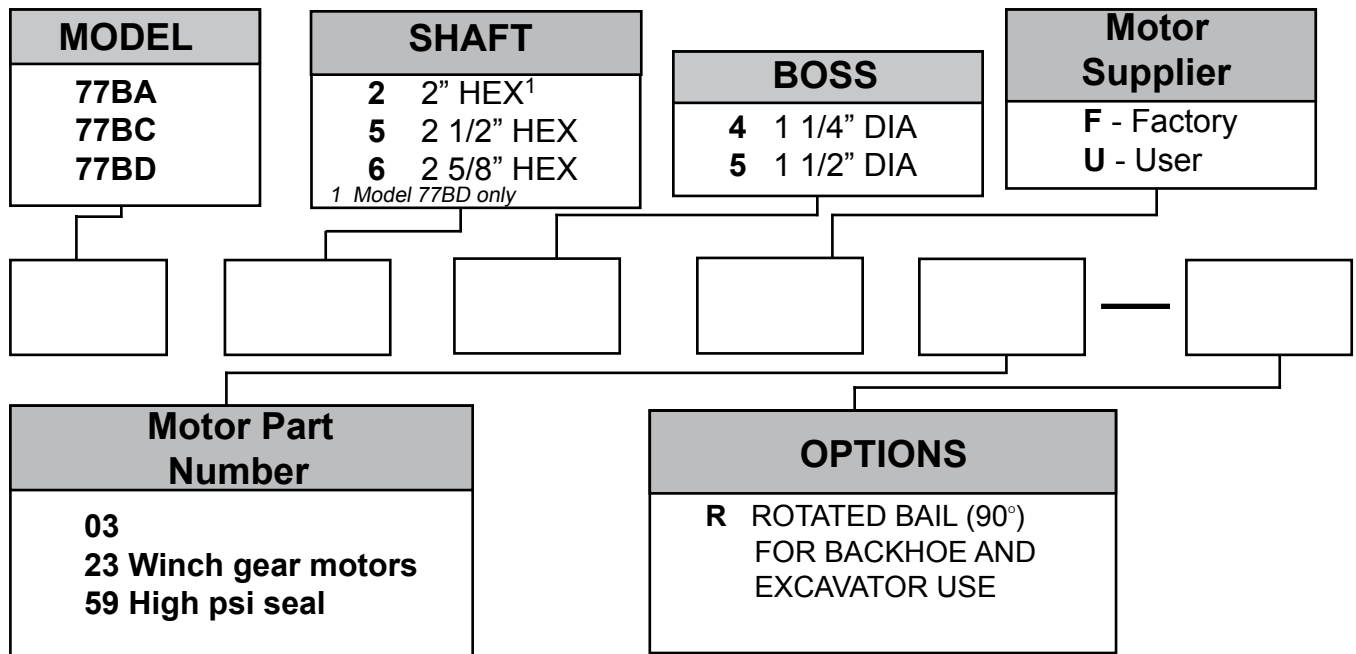 MODEL
77BA
77BC
77BD
SHAFT
2 2” HEX¹
5 2 1/2” HEX
6 2 5/8” HEX
1 Model 77BD only
BOSS
4 1 1/4” DIA
5 1 1/2” DIA
Motor
Supplier
F - Factory
U - User
Motor Part
Number
03
23 Winch gear motors
59 High psi seal
OPTIONS
R ROTATED BAIL (90°)
FOR BACKHOE AND
EXCAVATOR USE